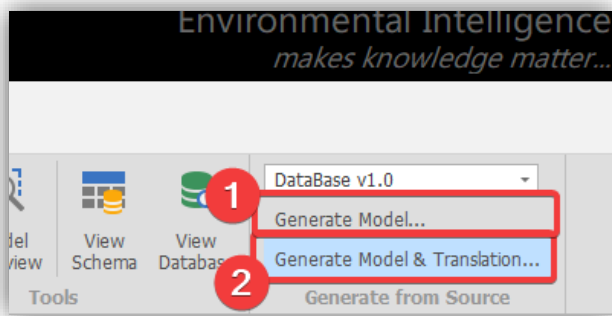 Environmental Intelligence
makes knowledge matter...
DataBase v1.0
1
Generate Model...
View
Schema
View
2
Generate Model & Translation...
Tools
Generate from Source